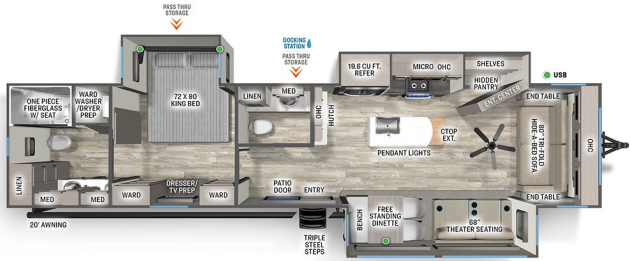 PASS THRU
STORAGE
DOCKING
STATION
PASS THRU
STORAGE
19.6 CU FT.
REFER
MICRO
OHC
SHELVES
HIDDEN
PANTRY
USB
ONE PIECE
FIBERGLASS
W/ SEAT
WARD
WASHER
/DRYER
PREP
72 X 80
KING BED
LINEN
MED
OHC
HUTCH
ENT. CENTER
END TABLE
CTOP
EXT.
80" TRI-FOLD
HIDE-A-BED SOFA
OHC
PENDANT LIGHTS
LINEN
MED
MED
WARD
DRESSER/
TV PREP
WARD
PATIO
DOOR
ENTRY
BENCH
FREE
STANDING
DINETTE
68"
THEATER SEATING
END TABLE
20' AWNING
TRIPLE
STEEL
STEPS